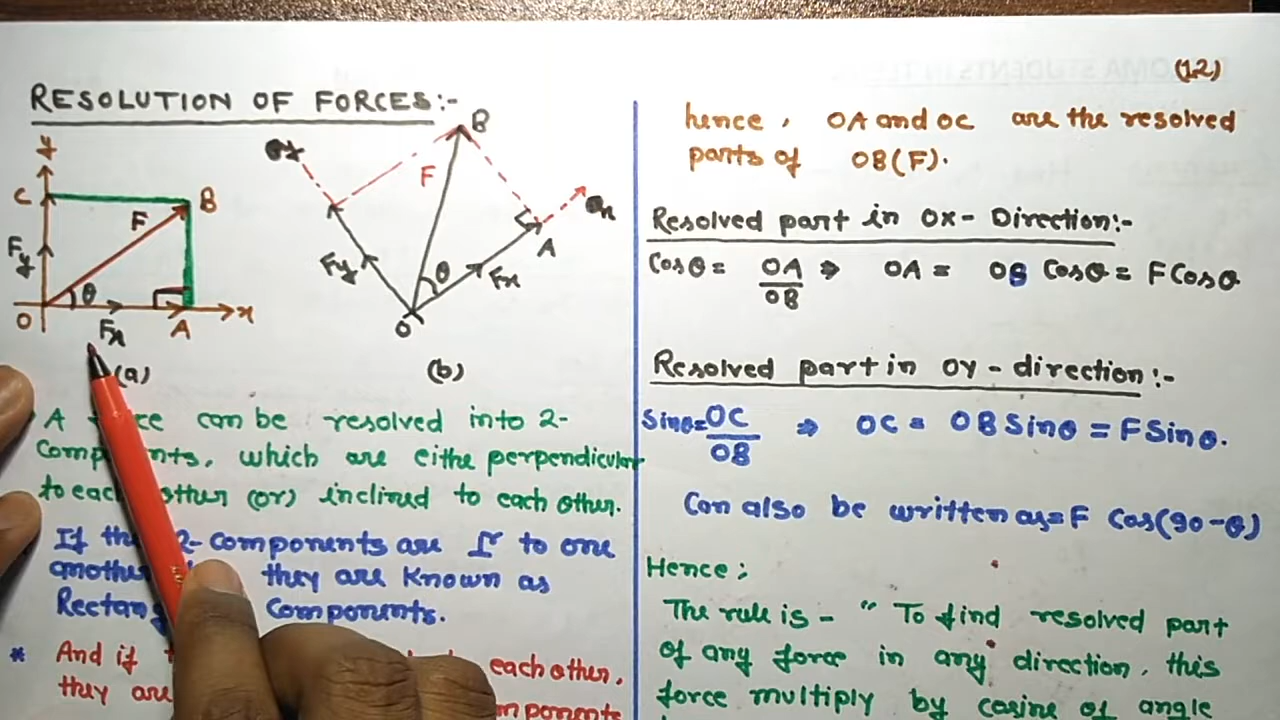 (12)
RESOLUTION OF FORCES:-
y
C
B
F
Fy
θ
O
Fx
A
x
(a)
B
F
A
Fy
θ
Fx
O
(b)
A can be resolved into 2-
which are eithe perpendicular
to each other (or) inclined to each other.
If the 2- components are to one
another they are Known as
components.
* And if each other,
they are
components
hence, OA and OC are the resolved
parts of OB(F).
Resolved part in Ox- Direction:-
Cosθ = OA/OB ⇒ OA = OB Cosθ = F Cosθ
Resolved part in Oy - direction:-
Sinθ = OC/OB ⇒ OC = OB Sinθ = F Sinθ.
Can also be written as = F Cos(90-θ)
Hence;
The rule is - " To find resolved part
of any force in any direction, this
force multiply by cosine of angle